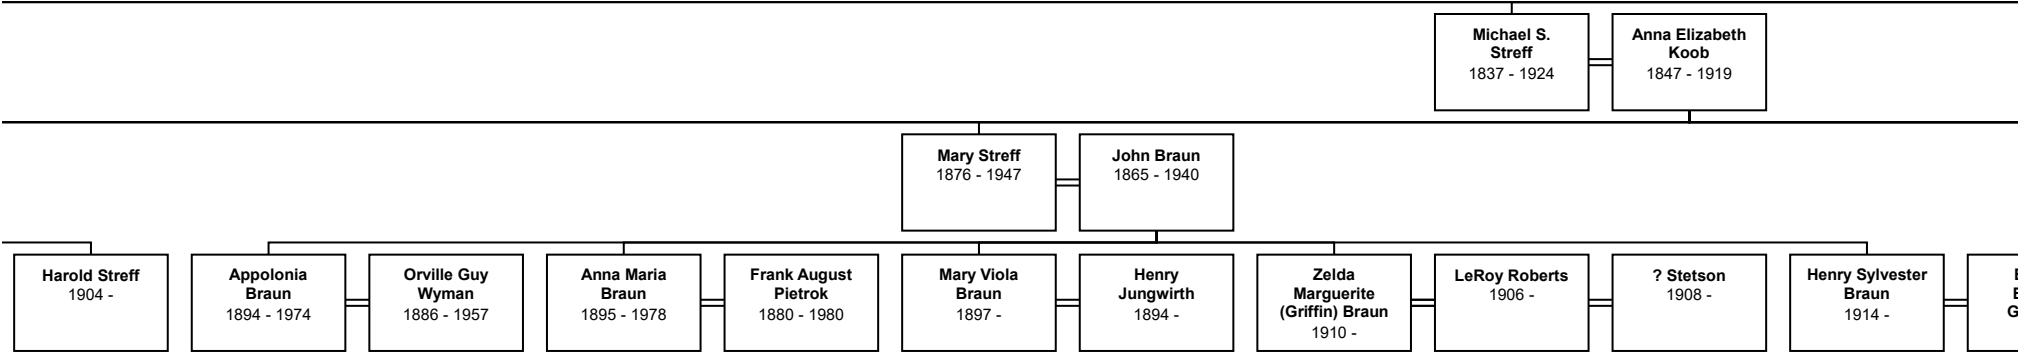 Michael S.
Streff
1837 - 1924
Anna Elizabeth
Koob
1847 - 1919
Mary Streff
1876 - 1947
John Braun
1865 - 1940
Harold Streff
1904 -
Appolonia
Braun
1894 - 1974
Orville Guy
Wyman
1886 - 1957
Anna Maria
Braun
1895 - 1978
Frank August
Pietrok
1880 - 1980
Mary Viola
Braun
1897 -
Henry
Jungwirth
1894 -
Zelda
Marguerite
(Griffin) Braun
1910 -
LeRoy Roberts
1906 -
? Stetson
1908 -
Henry Sylvester
Braun
1914 -